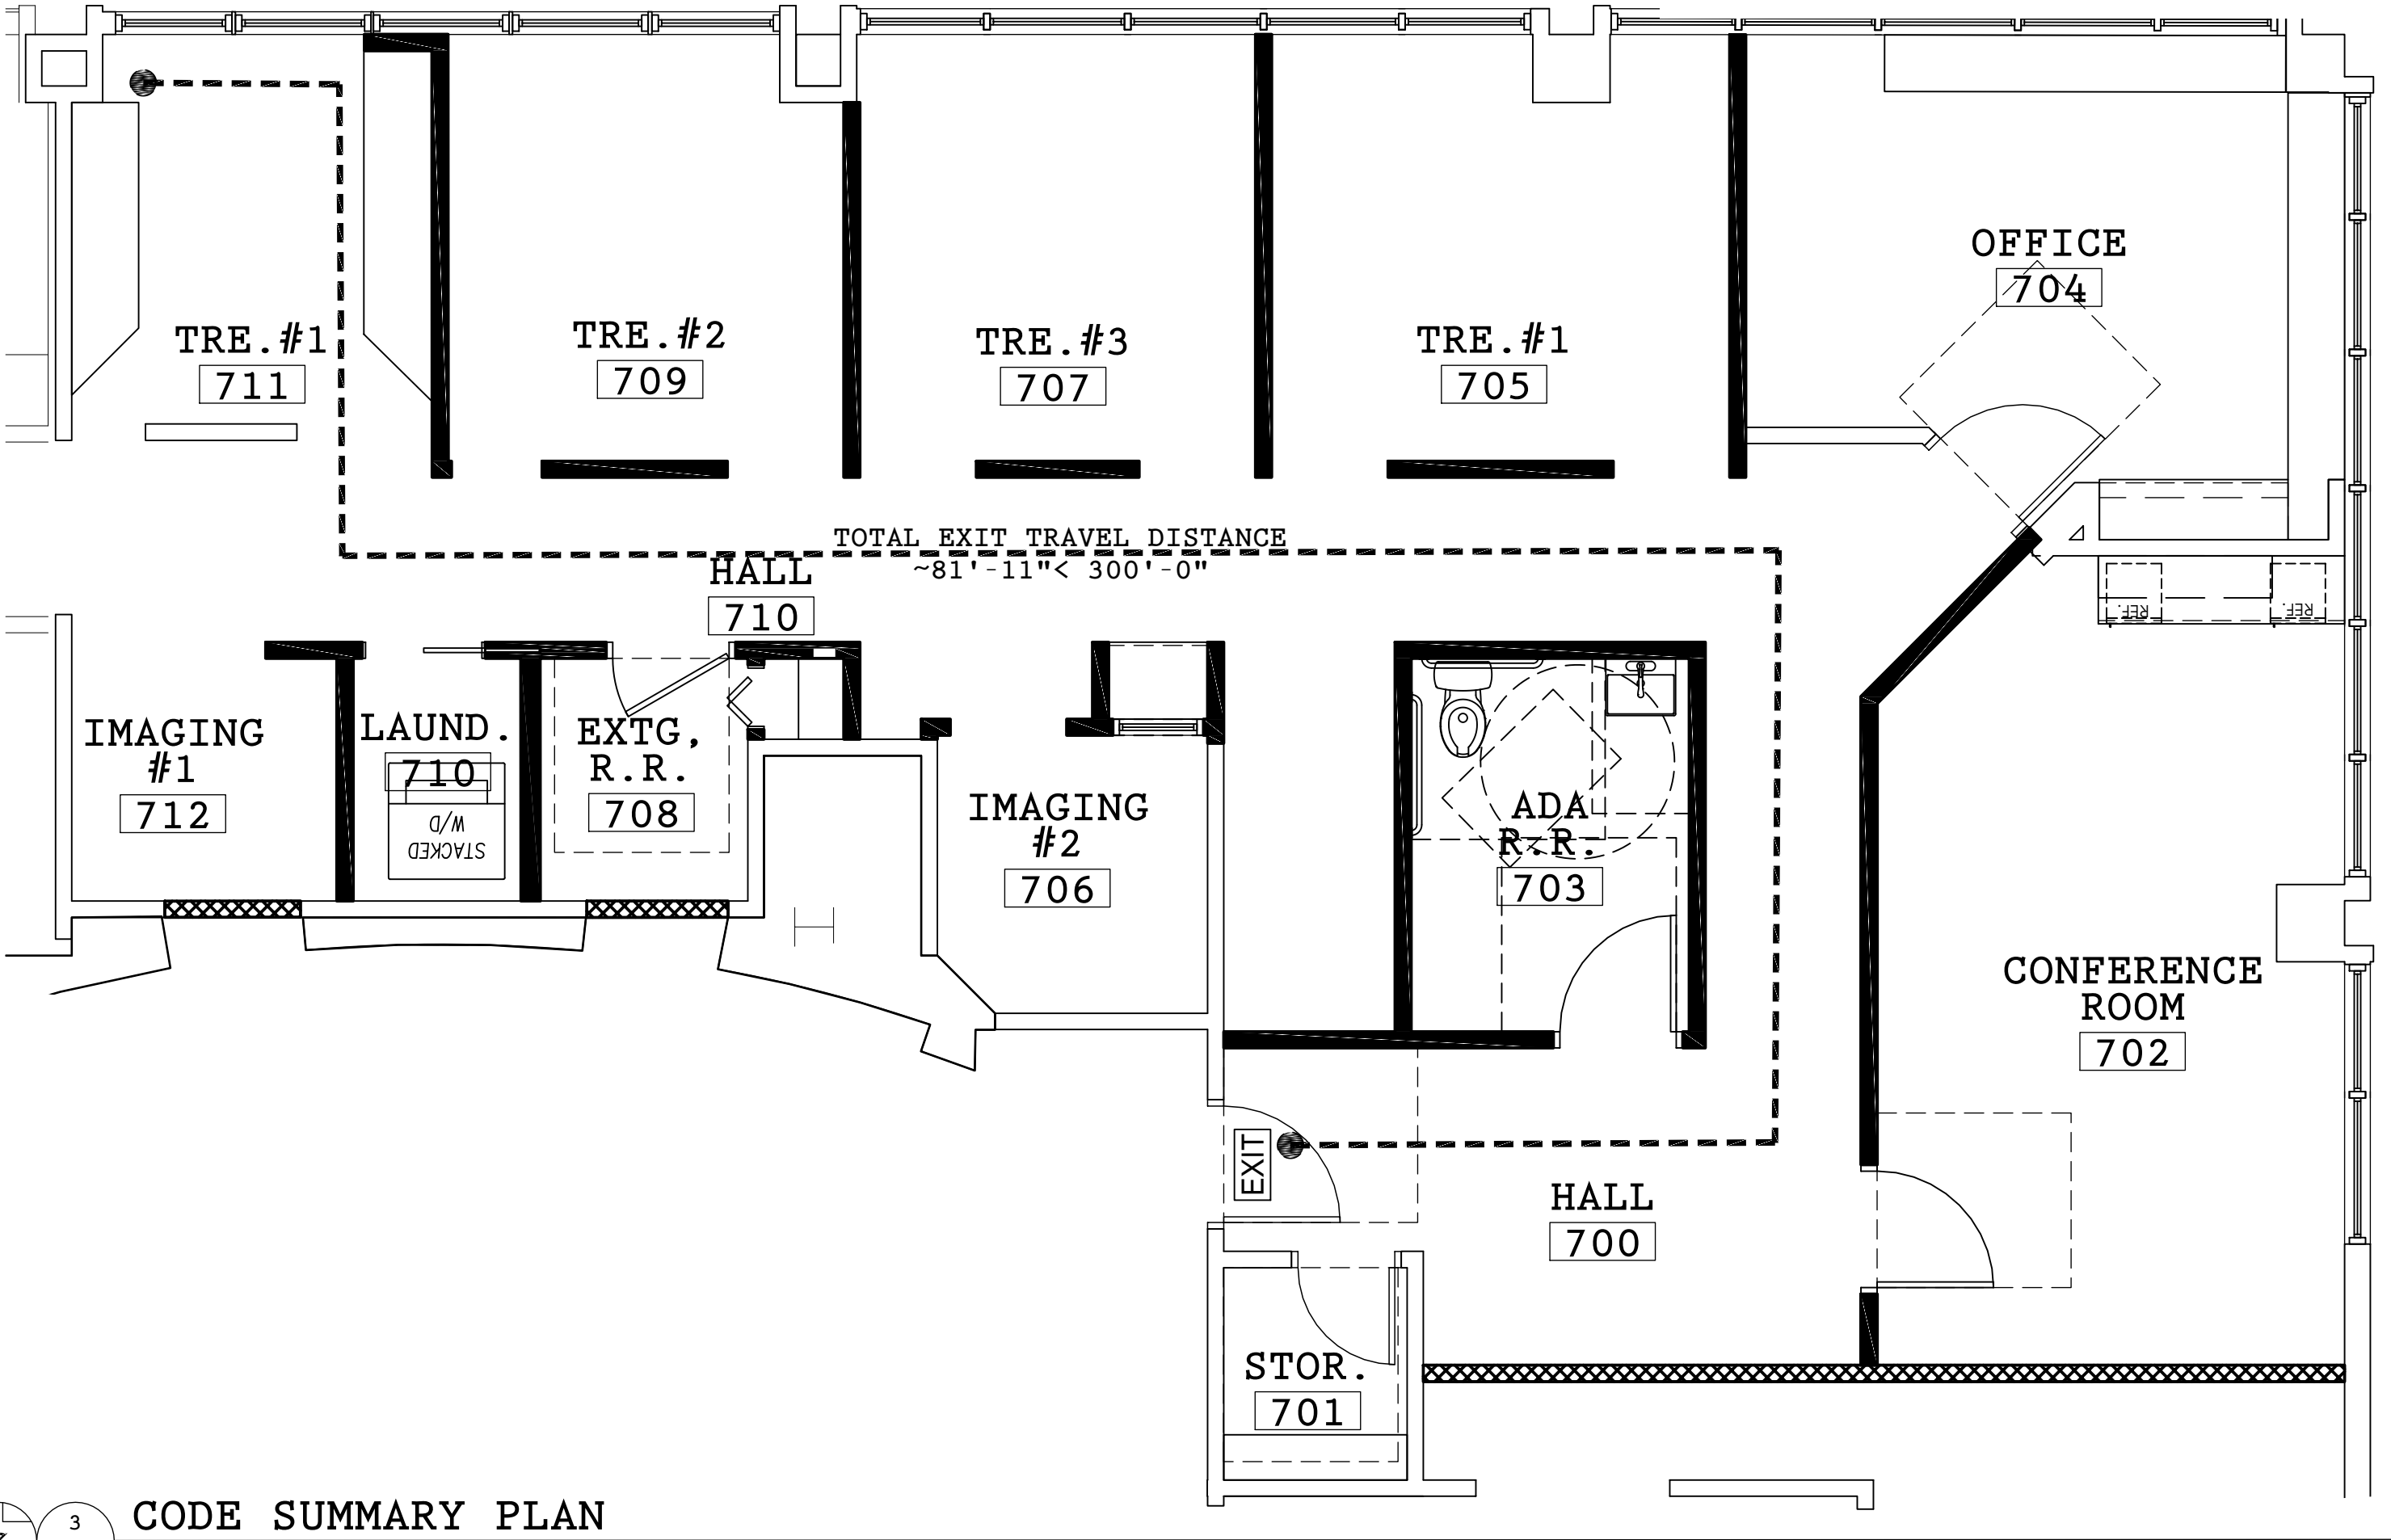 OFFICE
704
TRE.#1
711
TRE.#2
709
TRE.#3
707
TRE.#1
705
TOTAL EXIT TRAVEL DISTANCE
~81'-11"< 300'-0"
HALL
710
REF.
REF.
IMAGING
#1
712
LAUND.
710
W/D
STACKED
EXTG,
R.R.
708
IMAGING
#2
706
ADA
R.R.
703
CONFERENCE
ROOM
702
EXIT
HALL
700
STOR.
701
3
CODE SUMMARY PLAN